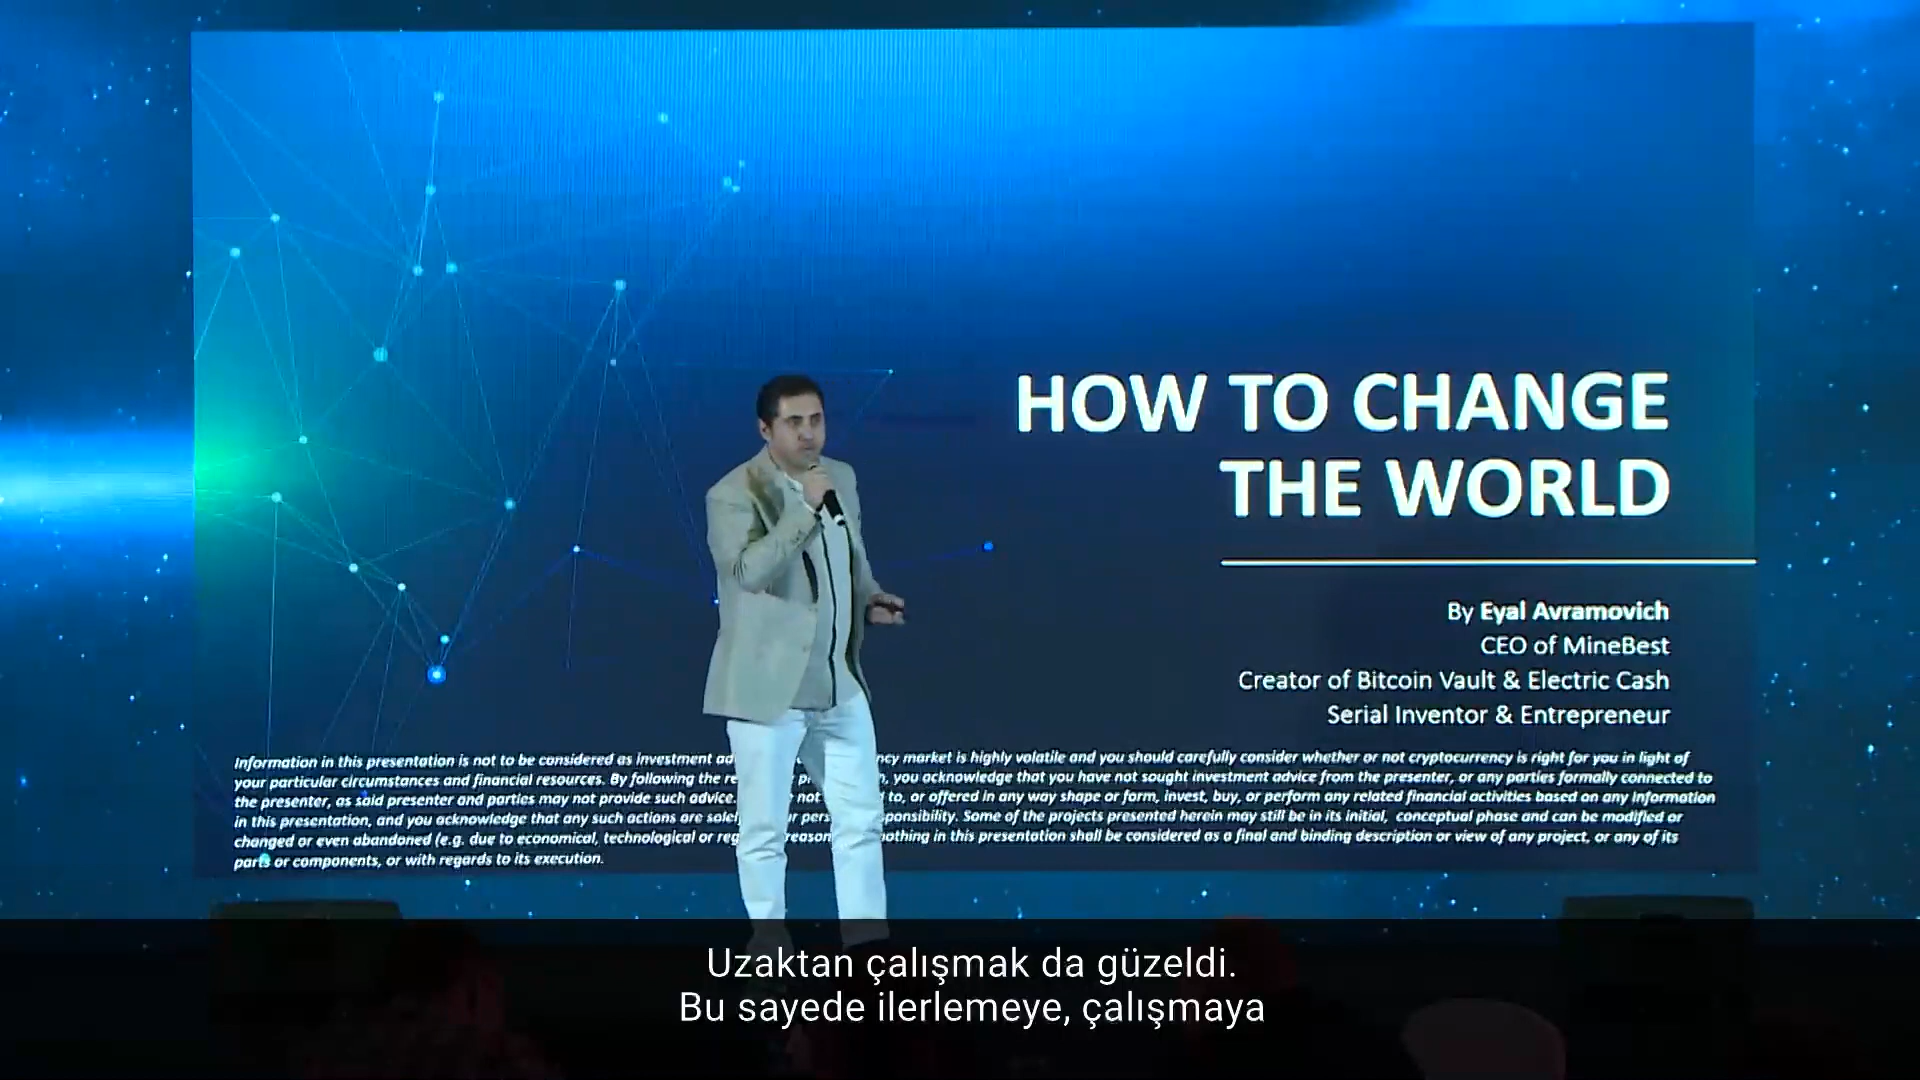 HOW TO CHANGE
THE WORLD
By Eyal Avramovich
CEO of MineBest
Creator of Bitcoin Vault & Electric Cash
Serial Inventor & Entrepreneur
Information in this presentation is not to be considered as investment market is highly volatile and you should carefully consider whether or not cryptocurrency is right for you in light of
your particular circumstances and financial resources. By following the you acknowledge that you have not sought investment advice from the presenter, or any parties formally connected to
the presenter, as said presenter and parties may not provide such advice. not to, or offered in any way shape or form, invest, buy, or perform any related financial activities based on any information
in this presentation, and you acknowledge that any such actions are Some of the projects presented herein may still be in its initial, conceptual phase and can be modified or
changed or even abandoned (e.g. due to economical, technological or nothing in this presentation shall be considered as a final and binding description or view of any project, or any of its
parts or components, or with regards to its execution.
Uzaktan çalışmak da güzeldi.
Bu sayede ilerlemeye, çalışmaya